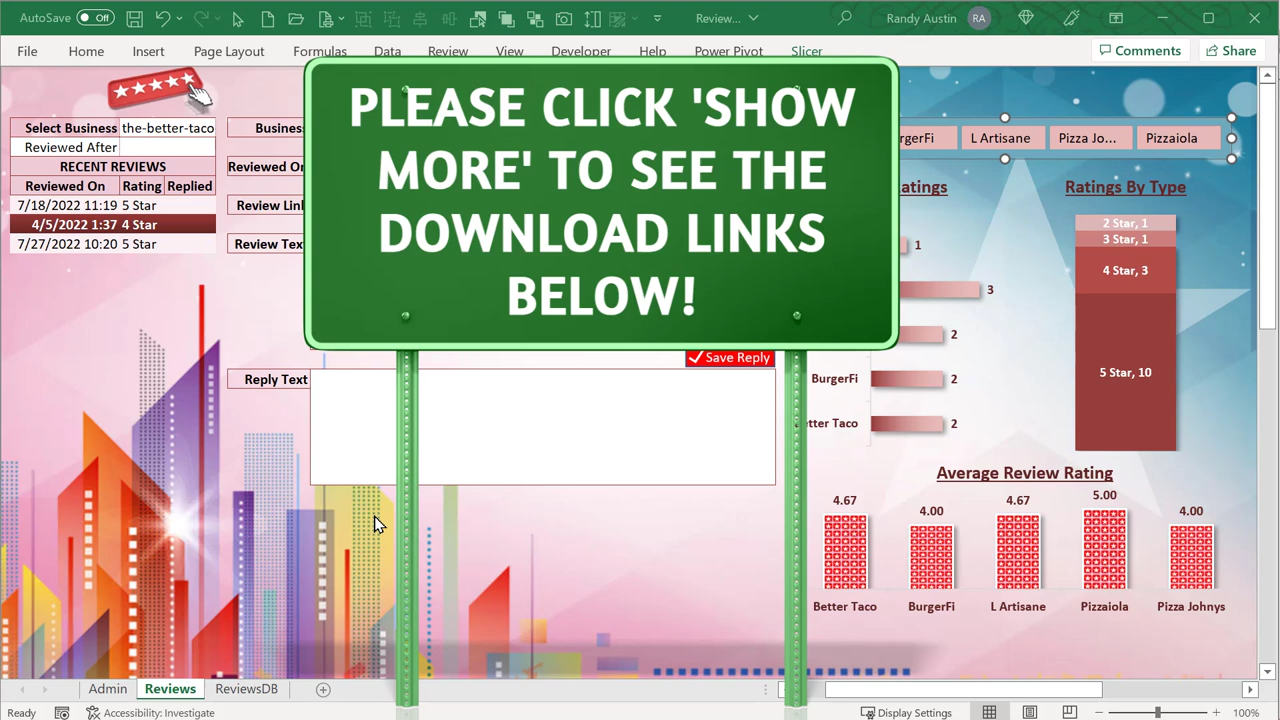 AutoSave Off
Review...
Randy Austin RA
File Home Insert Page Layout Formulas Data Review View Developer Help Power Pivot Slicer
Comments Share
PLEASE CLICK 'SHOW
MORE' TO SEE THE
DOWNLOAD LINKS
BELOW!
Select Business the-better-taco
Reviewed After
RECENT REVIEWS
Reviewed On Rating Replied
7/18/2022 11:19 5 Star
4/5/2022 1:37 4 Star
7/27/2022 10:20 5 Star
Busines
Reviewed On
Review Link
Review Text
Save Reply
Reply Text
rgerFi L Artisane Pizza Jo... Pizzaiola
atings
1
3
2
BurgerFi 2
etter Taco 2
Ratings By Type
2 Star, 1
3 Star, 1
4 Star, 3
5 Star, 10
Average Review Rating
4.67 4.00 4.67 5.00 4.00
Better Taco BurgerFi L Artisane Pizzaiola Pizza Johnys
Admin Reviews ReviewsDB
Ready Accessibility: Investigate Display Settings 100%